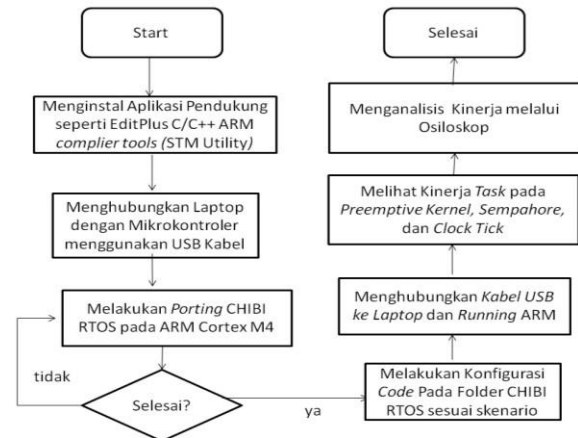 Start
Menginstal Aplikasi Pendukung
seperti EditPlus C/C++ ARM
complier tools (STM Utility)
Menghubungkan Laptop
dengan Mikrokontroler
menggunakan USB Kabel
Melakukan Porting CHIBI
RTOS pada ARM Cortex M4
tidak
Selesai?
ya
Melakukan Konfigurasi
Code Pada Folder CHIBI
RTOS sesuai skenario
Menghubungkan Kabel USB
ke Laptop dan Running ARM
Melihat Kinerja Task pada
Preemptive Kernel, Sempahore,
dan Clock Tick
Menganalisis Kinerja melalui
Osiloskop
Selesai